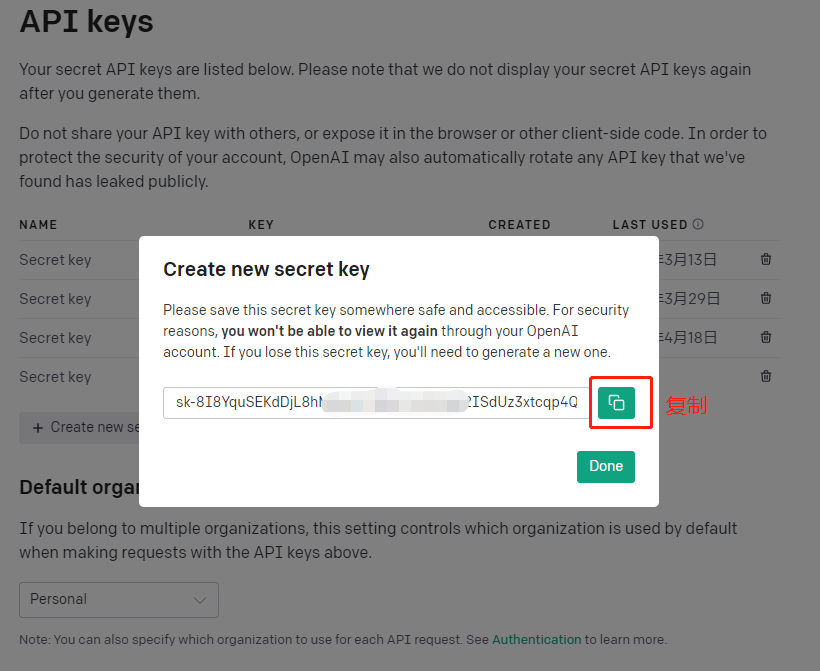 API keys
Your secret API keys are listed below. Please note that we do not display your secret API keys again
after you generate them.
Do not share your API key with others, or expose it in the browser or other client-side code. In order to
protect the security of your account, OpenAI may also automatically rotate any API key that we've
found has leaked publicly.
NAME KEY CREATED LAST USED
Secret key 3月13日
Secret key 3月29日
Secret key 4月18日
Secret key
Create new secret key
Please save this secret key somewhere safe and accessible. For security
reasons, you won't be able to view it again through your OpenAI
account. If you lose this secret key, you'll need to generate a new one.
sk-8I8YquSEKdDjL8h ISdUz3xtcqp4Q
复制
Done
+ Create new se
Default organ
If you belong to multiple organizations, this setting controls which organization is used by default
when making requests with the API keys above.
Personal
Note: You can also specify which organization to use for each API request. See Authentication to learn more.